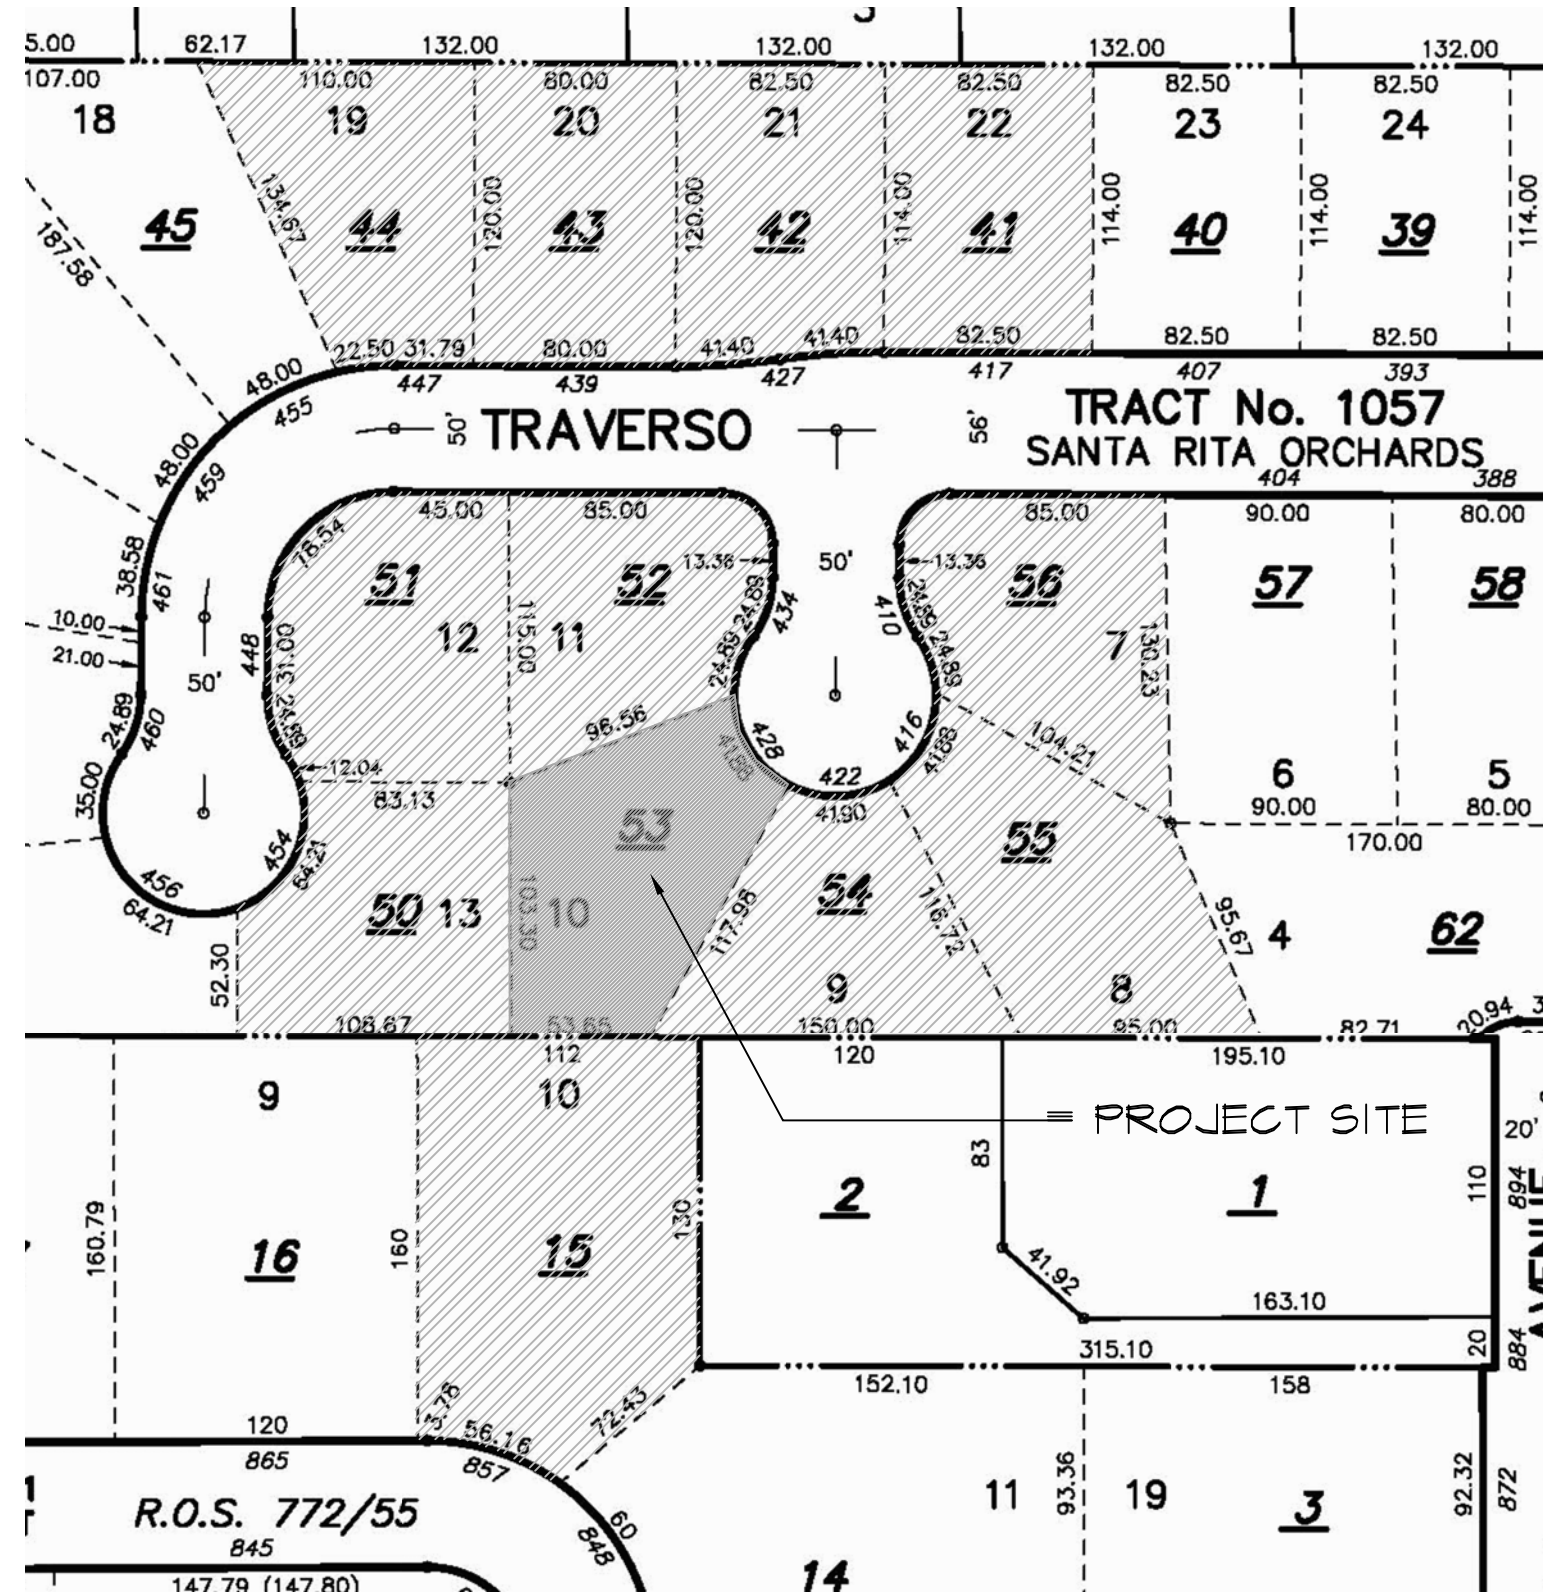 5.00 62.17 132.00 132.00 132.00 132.00
107.00 110.00 80.00 82.50 82.50 82.50 82.50
18 19 20 21 22 23 24
134.67 120.00 120.00 114.00 114.00 114.00 114.00
187.58 45 44 43 42 41 40 39
22.50 31.79 80.00 41.40 41.40 82.50 82.50 82.50
48.00 447 439 427 417 407 393
455
50' TRAVERSO 56' TRACT No. 1057
SANTA RITA ORCHARDS
48.00 459 404 388
78.54 45.00 85.00 85.00 90.00 80.00
38.58 461 51 13.36 50' 13.36
52 24.89 434 410 24.89 56 57 58
10.00 448 31.00 12 115.00 11 24.89 24.89 7 130.23
21.00 50'
24.89 460 24.89 96.56 41.88 428 416 41.88 104.21
12.04 422 6 5
35.00 83.13 41.90 90.00 80.00
53 55 170.00
454 64.21
456 54
64.21 50 13 103.30 10 117.98 116.72 95.67 4 62
52.30 9 8
108.67 53.65 150.00 95.00 82.71 20.94
112 120 195.10
9 10
PROJECT SITE 20'
83
160.79 160 130 2 1 110 894
16 15 41.92 AVENUE
163.10
315.10 20 884
152.10 158
3.78 72.43
120 56.16
865 857 93.36 92.32 872
11 19 3
R.O.S. 772/55 60
845 848
147.79 (147.80) 14